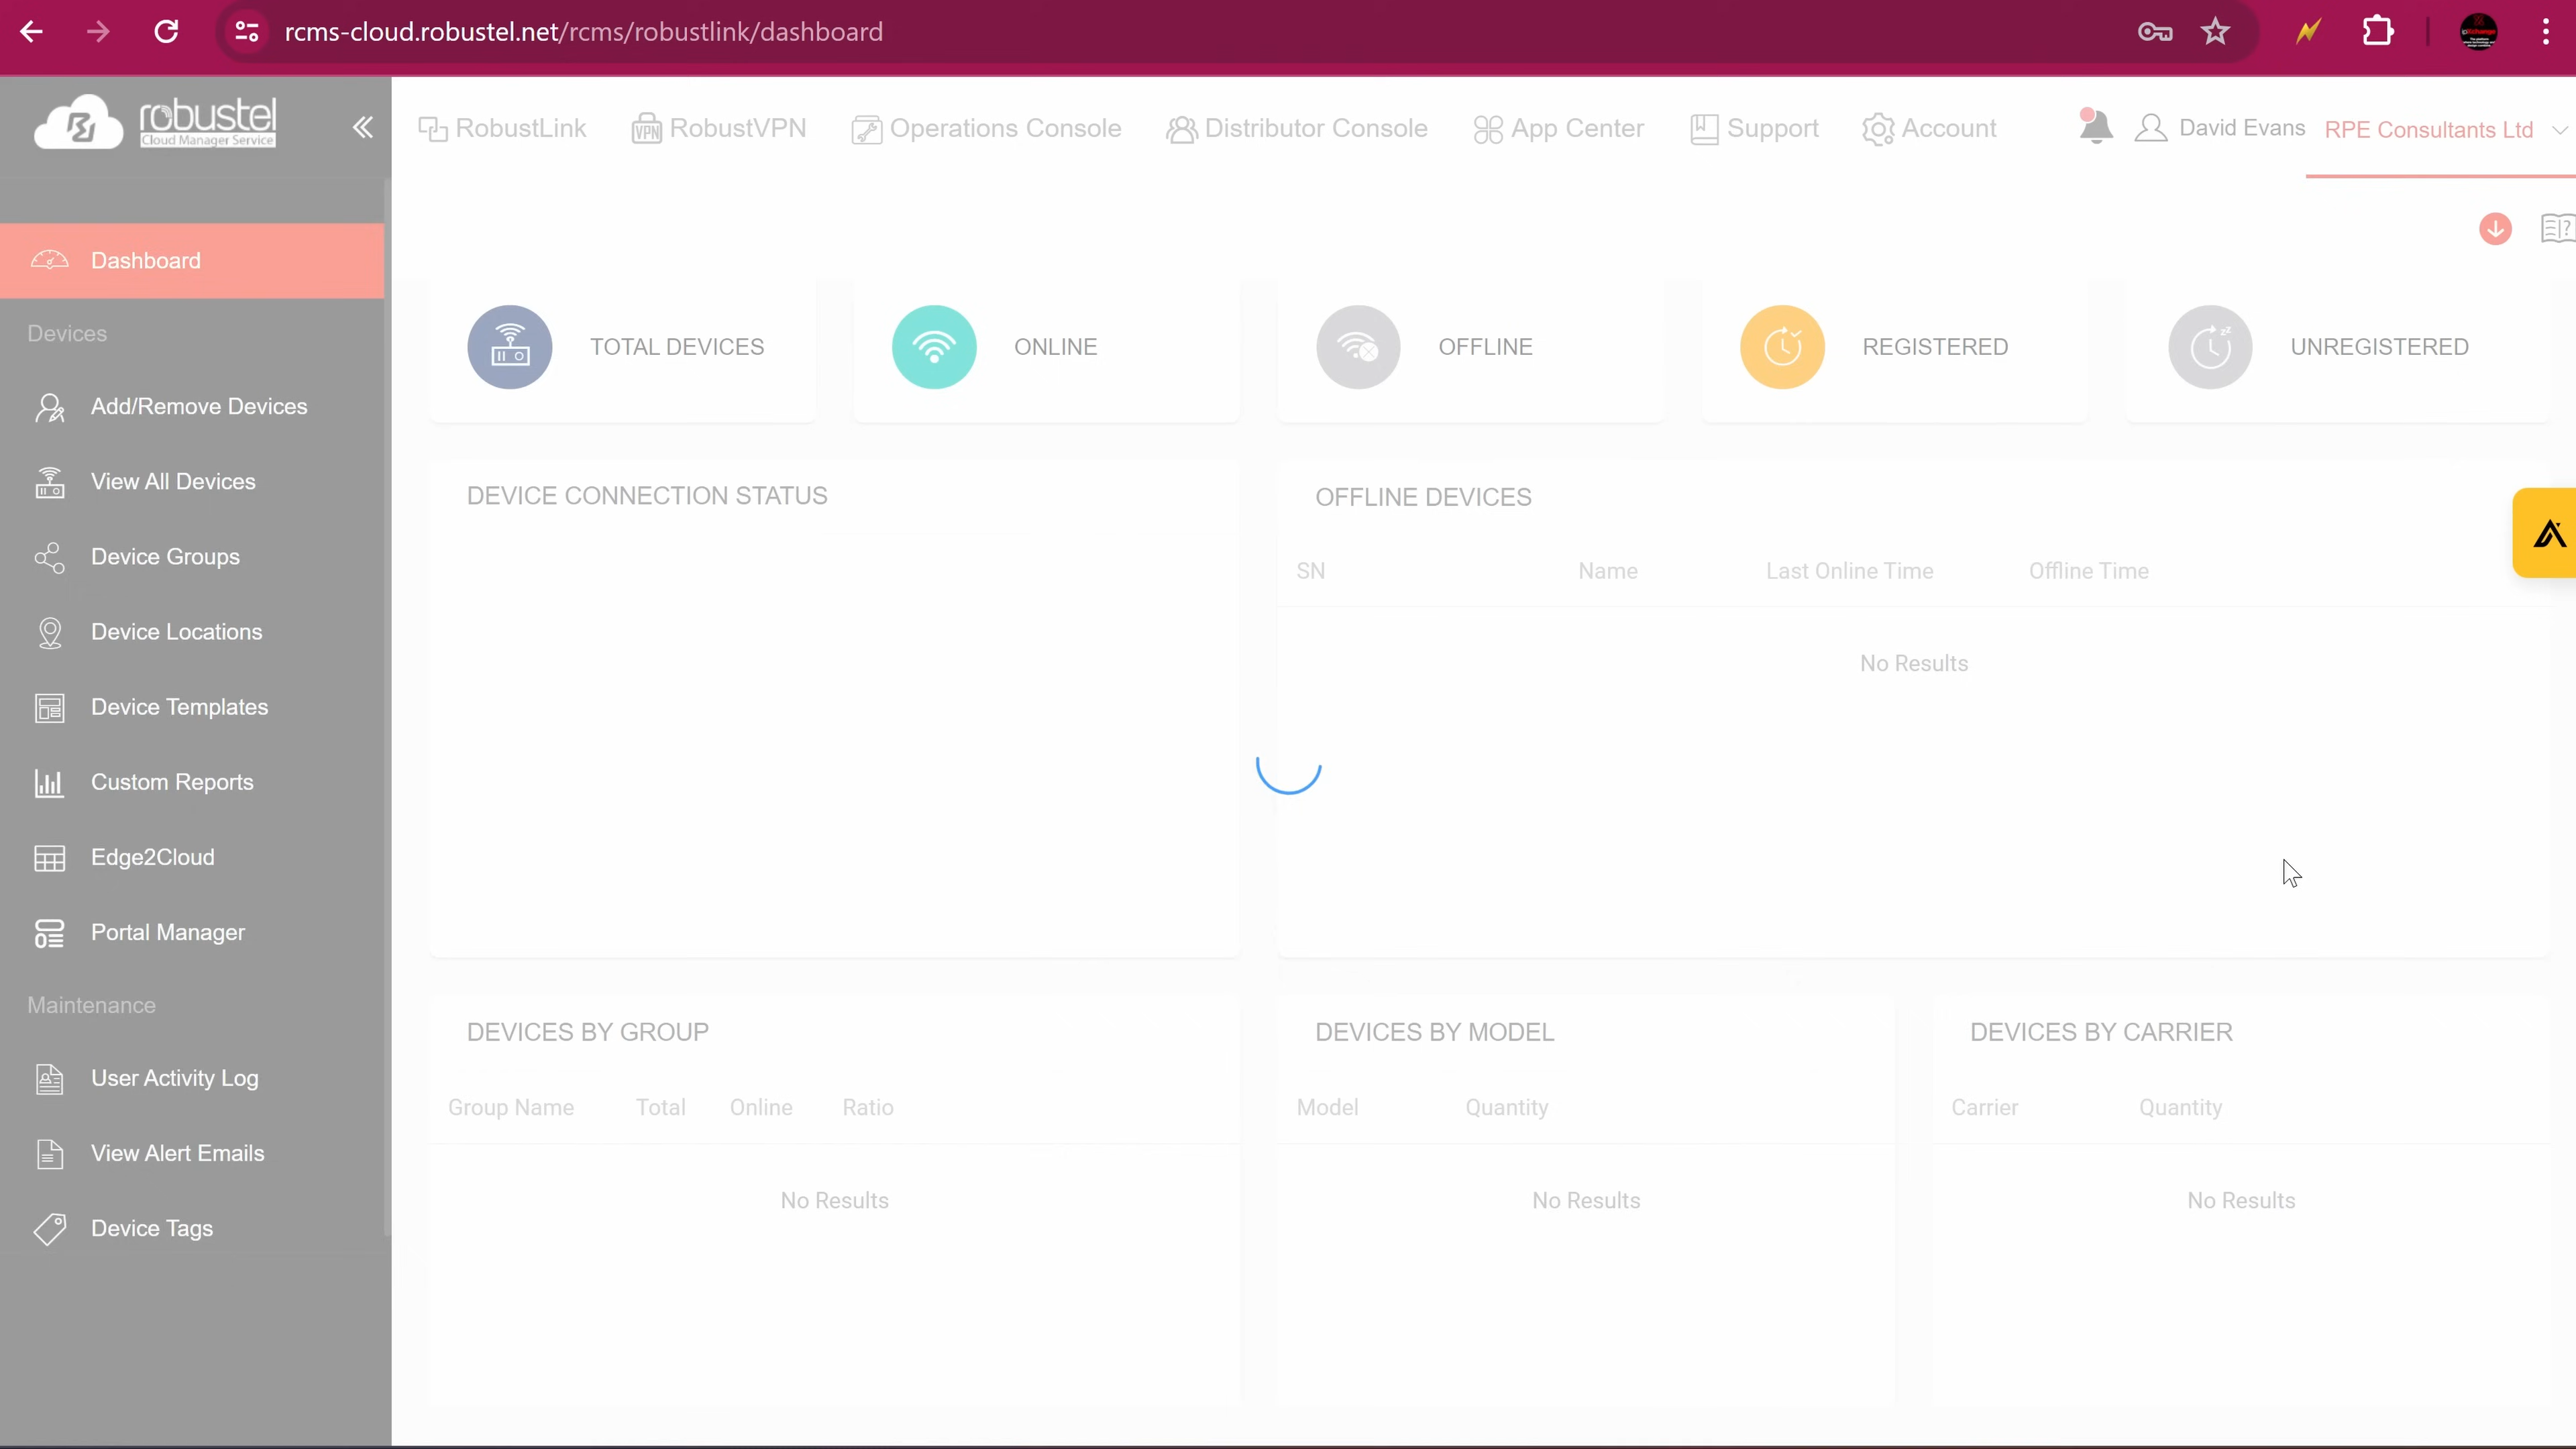 rcms-cloud.robustel.net/rcms/robustlink/dashboard
robustel
Cloud Manager Service
RobustLink
VPN
RobustVPN
Operations Console
Distributor Console
App Center
Support
Account
David Evans
RPE Consultants Ltd
Dashboard
Devices
Add/Remove Devices
View All Devices
Device Groups
Device Locations
Device Templates
Custom Reports
Edge2Cloud
Portal Manager
Maintenance
User Activity Log
View Alert Emails
Device Tags
TOTAL DEVICES
ONLINE
OFFLINE
REGISTERED
UNREGISTERED
DEVICE CONNECTION STATUS
OFFLINE DEVICES
SN Name Last Online Time Offline Time
No Results
DEVICES BY GROUP
Group Name Total Online Ratio
No Results
DEVICES BY MODEL
Model Quantity
No Results
DEVICES BY CARRIER
Carrier Quantity
No Results